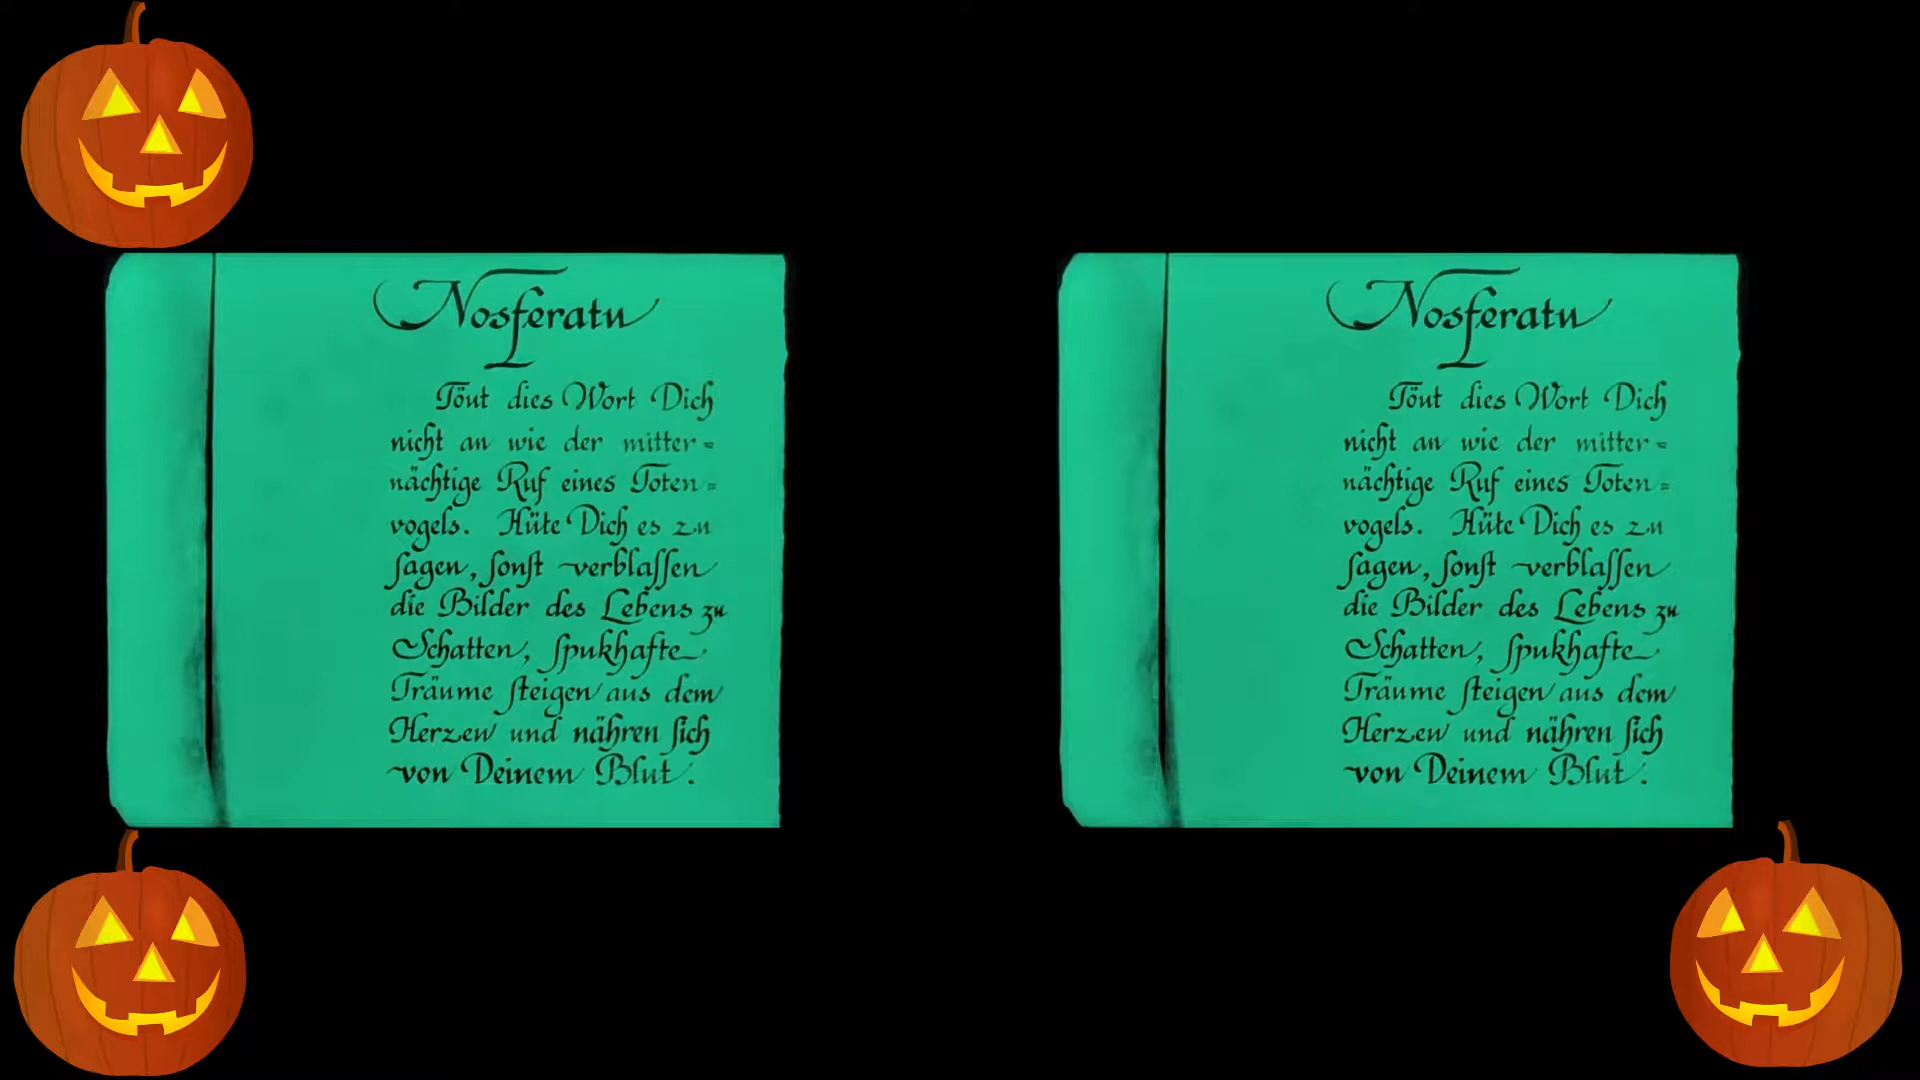 Nosferatu
Tönt dies Wort Dich
nicht an wie der mitter=
nächtige Ruf eines Toten=
vogels. Hüte Dich es zu
sagen, sonst verblassen
die Bilder des Lebens zu
Schatten, spukhafte
Träume steigen aus dem
Herzen und nähren sich
von Deinem Blut.
Nosferatu
Tönt dies Wort Dich
nicht an wie der mitter=
nächtige Ruf eines Toten=
vogels. Hüte Dich es zu
sagen, sonst verblassen
die Bilder des Lebens zu
Schatten, spukhafte
Träume steigen aus dem
Herzen und nähren sich
von Deinem Blut.